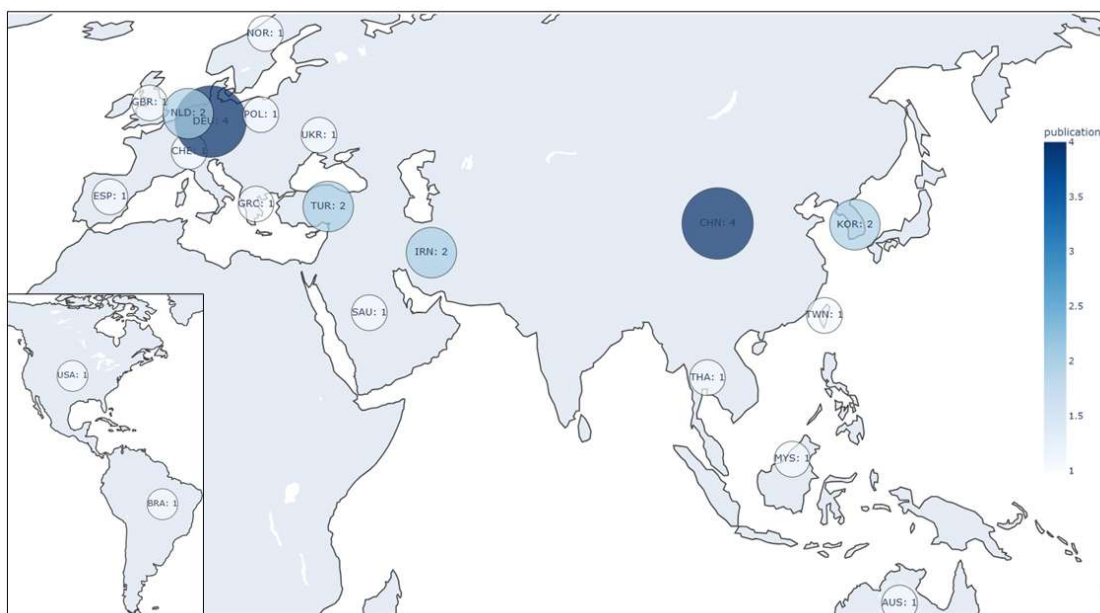 NOR: 1
publication
GBR: 1
NLD: 2
DEU: 4
POL: 1
UKR: 1
CHE: 1
ESP: 1
GRC: 1
TUR: 2
IRN: 2
CHN: 4
KOR: 2
SAU: 1
TWN: 1
THA: 1
MYS: 1
AUS: 1
USA: 1
BRA: 1
4
3.5
3
2.5
2
1.5
1